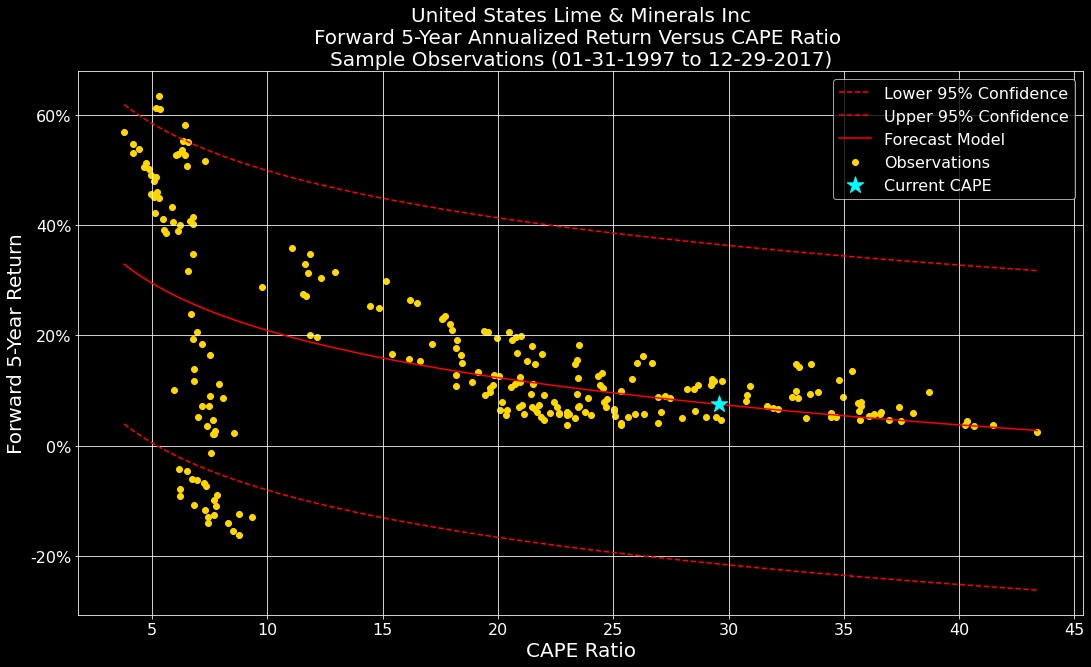 United States Lime & Minerals Inc
Forward 5-Year Annualized Return Versus CAPE Ratio
Sample Observations (01-31-1997 to 12-29-2017)
Lower 95% Confidence
Upper 95% Confidence
Forecast Model
Observations
Current CAPE
Forward 5-Year Return
60%
40%
20%
0%
-20%
5 10 15 20 25 30 35 40 45
CAPE Ratio